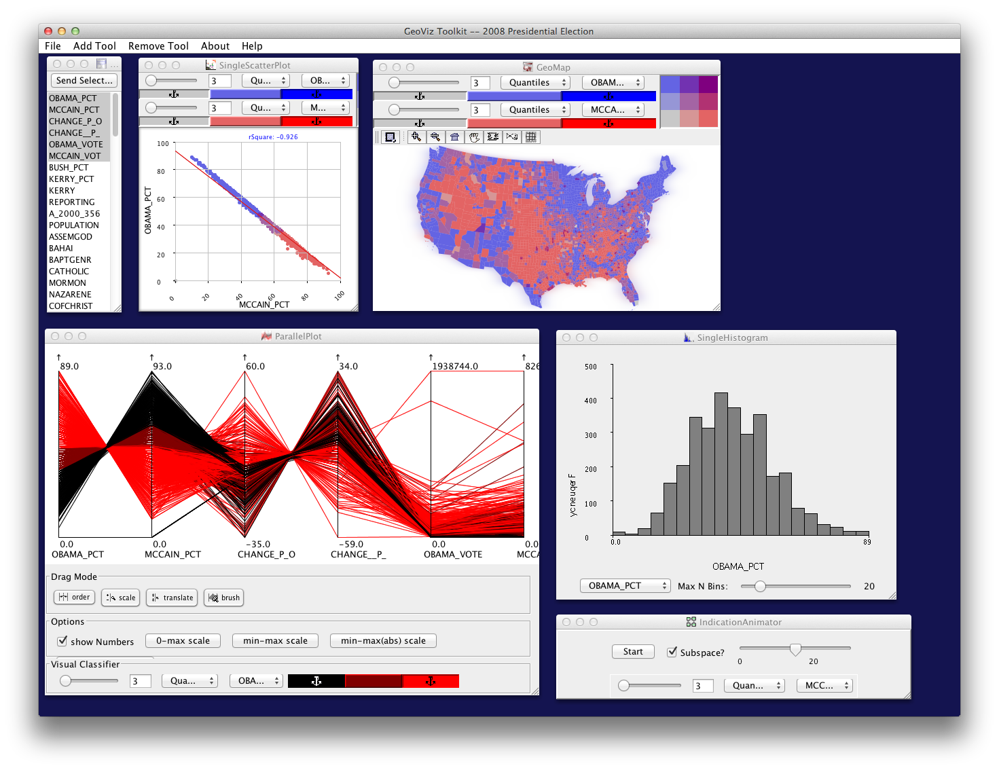 GeoViz Toolkit -- 2008 Presidential Election
File Add Tool Remove Tool About Help
...
Send Select...
OBAMA_PCT
MCCAIN_PCT
CHANGE_P_O
CHANGE__P_
OBAMA_VOTE
MCCAIN_VOT
BUSH_PCT
KERRY_PCT
KERRY
REPORTING
A_2000_356
POPULATION
ASSEMGOD
BAHAI
BAPTGENR
CATHOLIC
MORMON
NAZARENE
COFCHRIST
SingleScatterPlot
3 Qu... OB...
3 Qu... M...
rSquare: -0.926
100
80
60
40
20
0
OBAMA_PCT
0 20 40 60 80 100
MCCAIN_PCT
GeoMap
3 Quantiles OBAM...
3 Quantiles MCCA...
ParallelPlot
89.0 93.0 60.0 34.0 1938744.0 826
0.0 0.0 -35.0 -59.0 0.0 0.0
OBAMA_PCT MCCAIN_PCT CHANGE_P_O CHANGE__P_ OBAMA_VOTE MCCA
Drag Mode
order scale translate brush
Options
show Numbers 0-max scale min-max scale min-max(abs) scale
Visual Classifier
3 Qua... OBA...
SingleHistogram
500
400
300
200
100
0
Frequency
0.0 89
OBAMA_PCT
OBAMA_PCT Max N Bins: 20
IndicationAnimator
Start Subspace?
0 20
3 Quan... MCC...